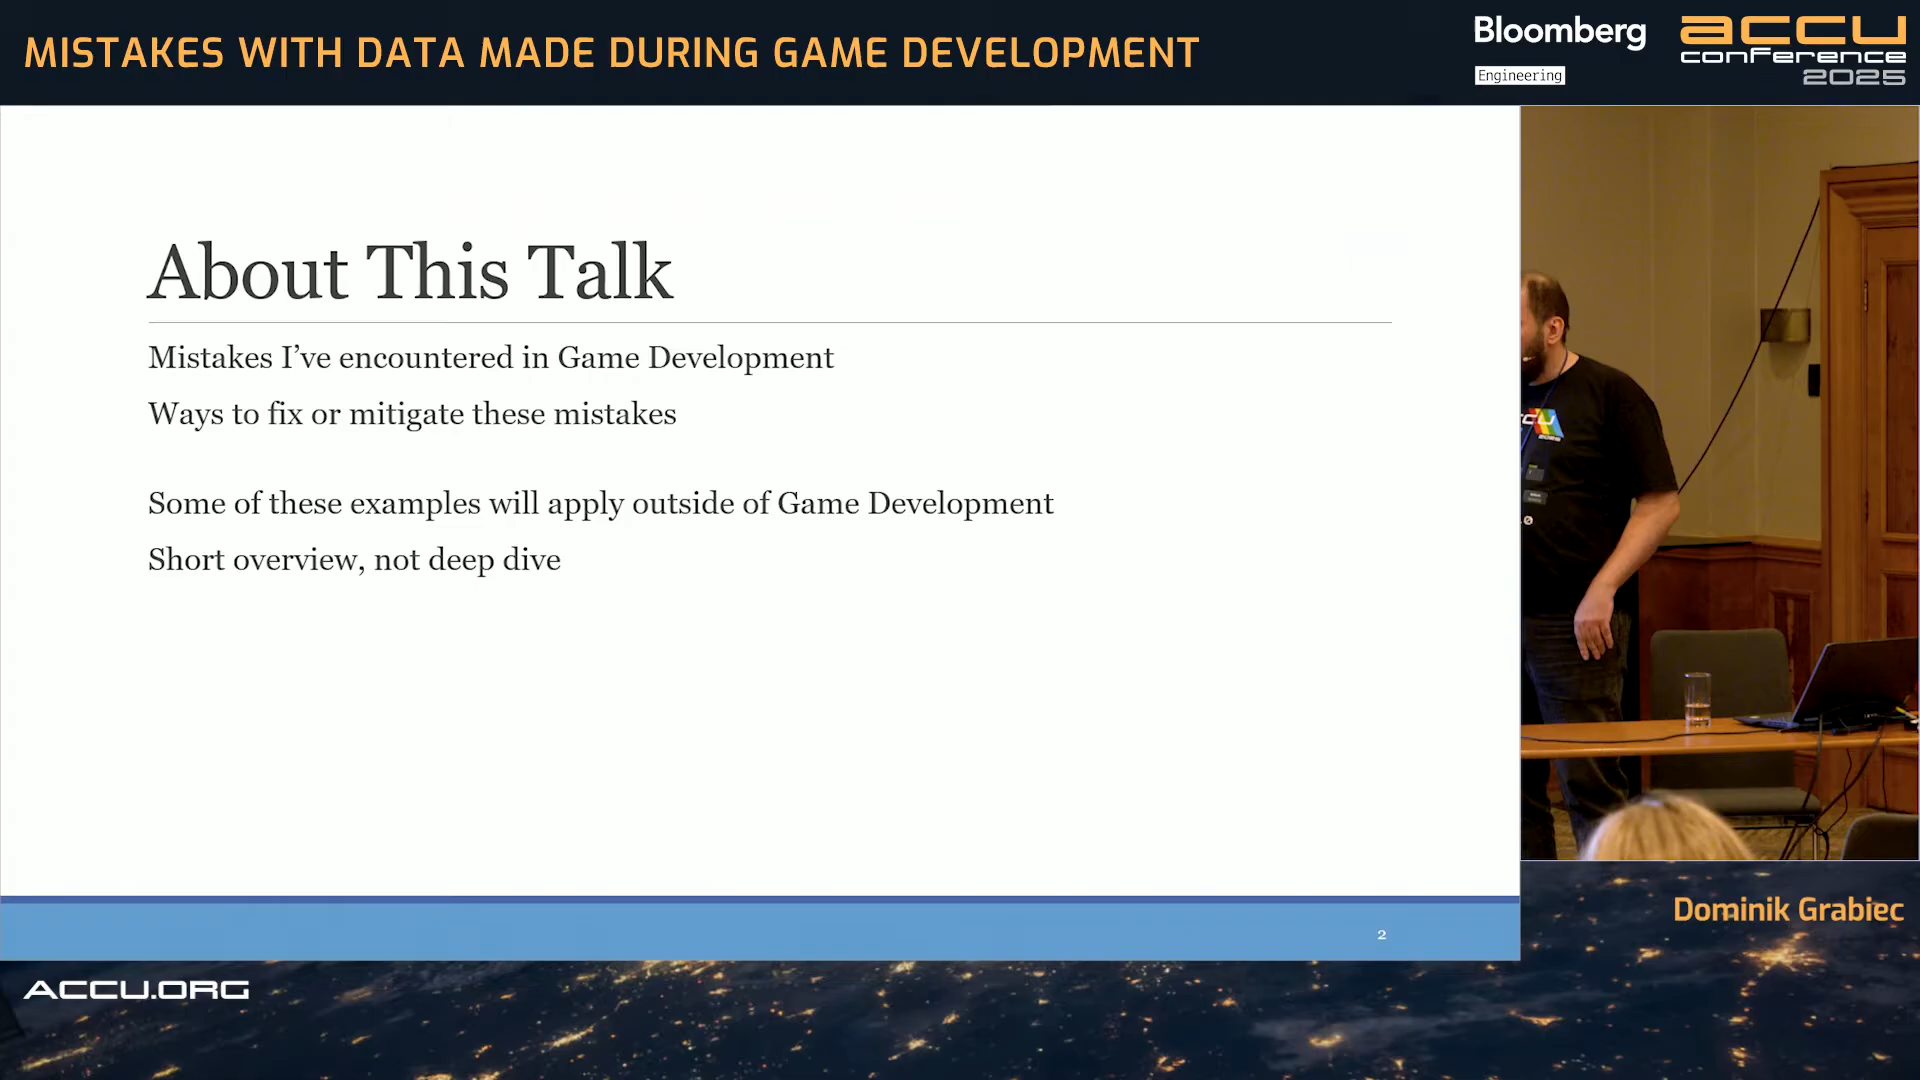 MISTAKES WITH DATA MADE DURING GAME DEVELOPMENT
Bloomberg
Engineering
accu
conference
2025
About This Talk
Mistakes I've encountered in Game Development
Ways to fix or mitigate these mistakes
Some of these examples will apply outside of Game Development
Short overview, not deep dive
2
Dominik Grabiec
ACCU.ORG